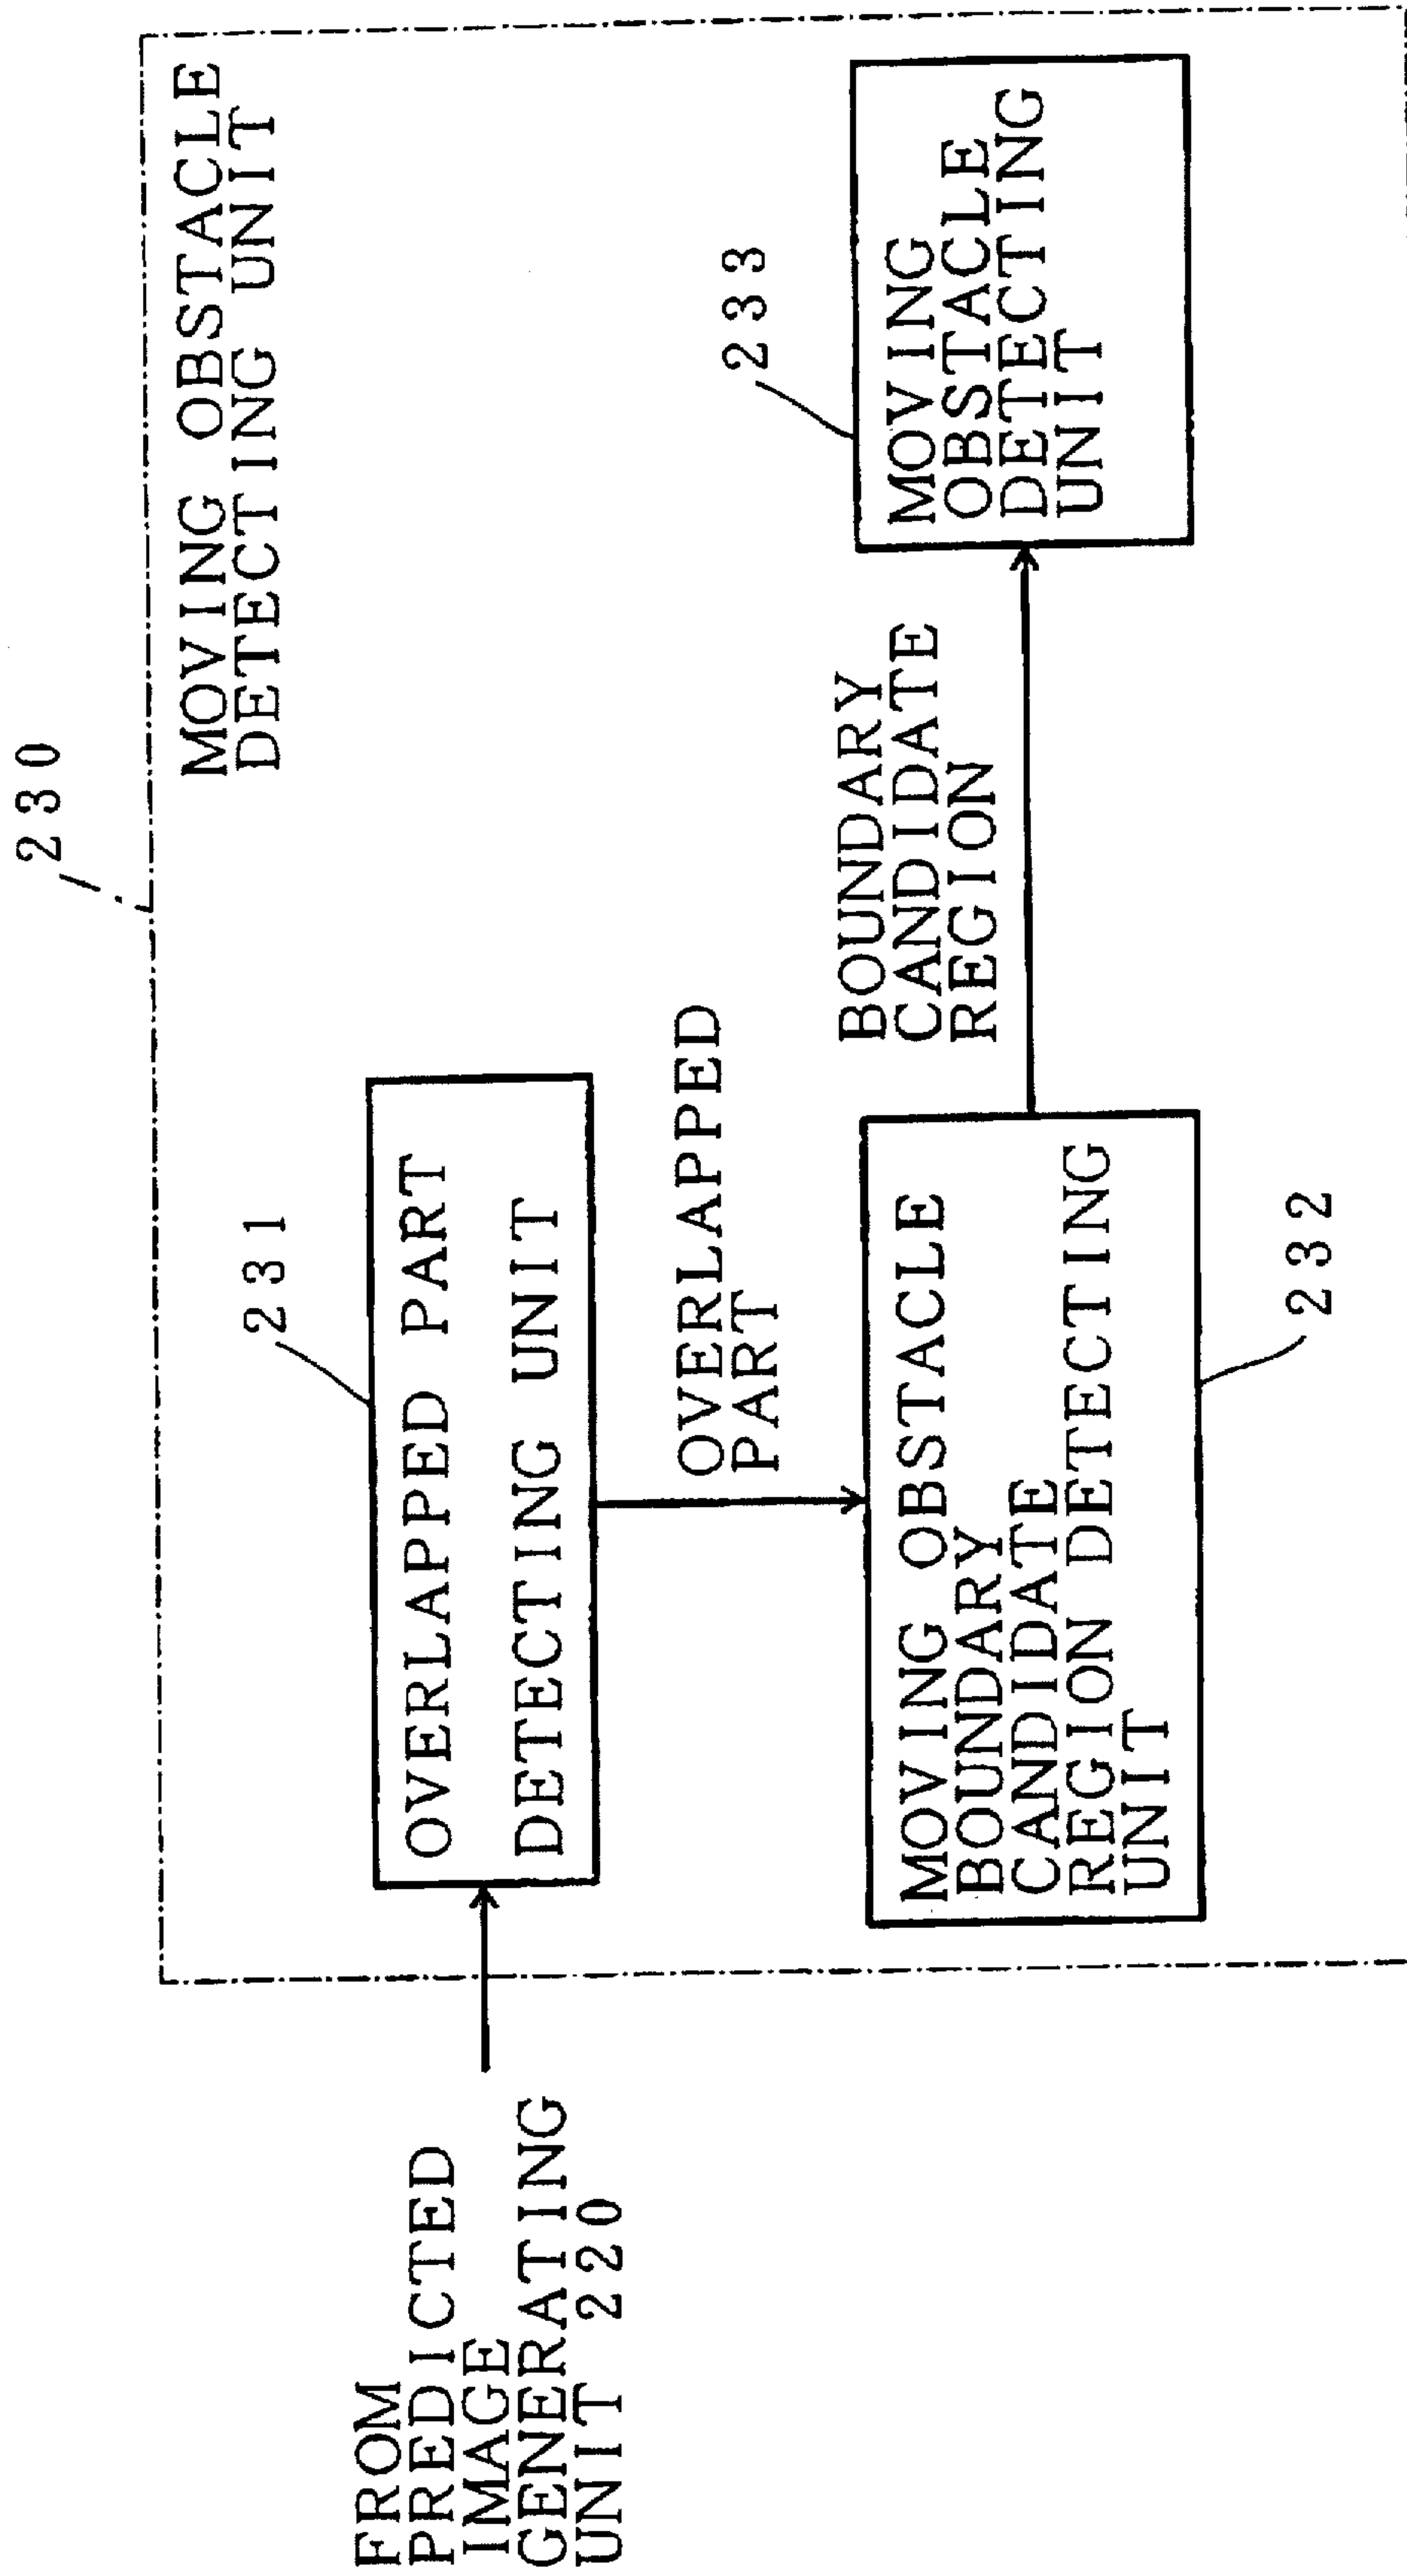 230
MOVING OBSTACLE
DETECTING UNIT
FROM
PREDICTED
IMAGE
GENERATING
UNIT 220
231
OVERLAPPED PART
DETECTING UNIT
OVERLAPPED
PART
MOVING OBSTACLE
BOUNDARY
CANDIDATE
REGION DETECTING
UNIT
232
BOUNDARY
CANDIDATE
REGION
233
MOVING
OBSTACLE
DETECTING
UNIT